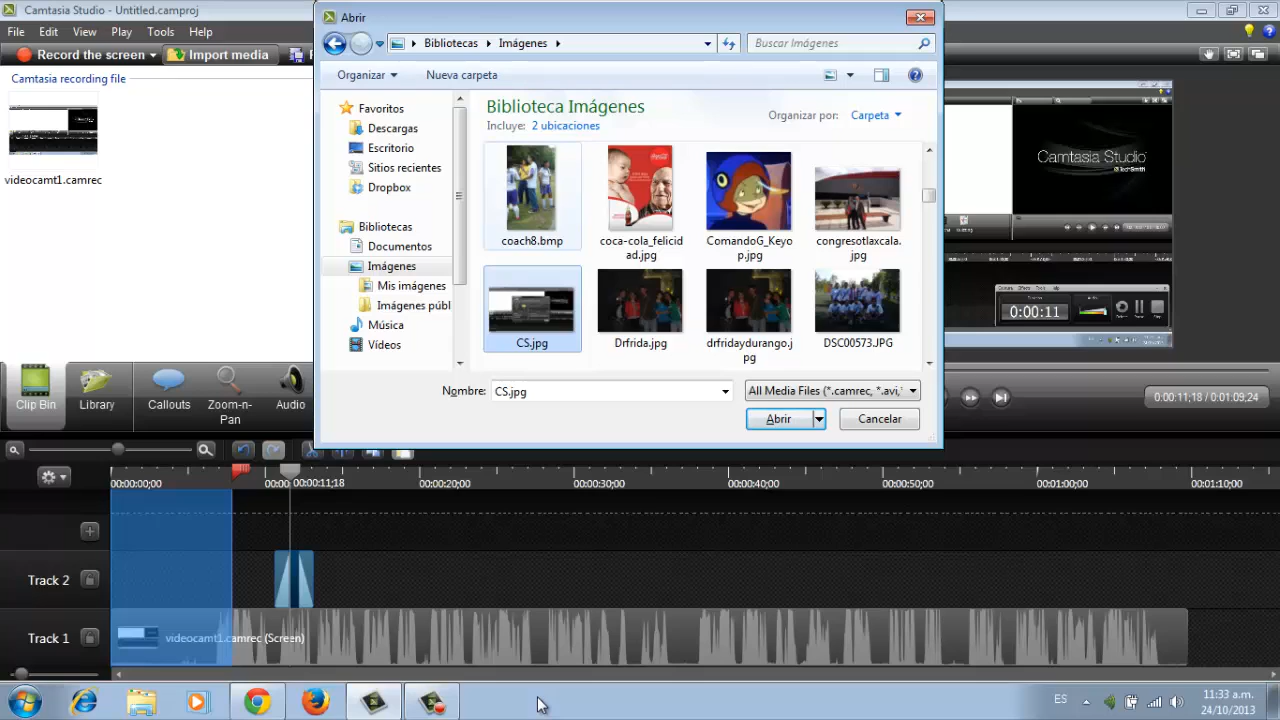 Camtasia Studio - Untitled.camproj
File Edit View Play Tools Help
Record the screen Import media
Camtasia recording file
videocamt1.camrec
Abrir
Bibliotecas Imágenes
Buscar Imágenes
Organizar Nueva carpeta
Favoritos
Descargas
Escritorio
Sitios recientes
Dropbox
Bibliotecas
Documentos
Imágenes
Mis imágenes
Imágenes públ
Música
Vídeos
Biblioteca Imágenes
Incluye: 2 ubicaciones
Organizar por: Carpeta
coach8.bmp
coca-cola_felicid
ad.jpg
ComandoG_Keyo
p.jpg
congresotlaxcala.
jpg
CS.jpg
Drfrida.jpg
drfridaydurango.j
pg
DSC00573.JPG
Nombre: CS.jpg
All Media Files (*.camrec, *.avi,*
Abrir Cancelar
Camtasia Studio
TechSmith
0:00:11
Clip Bin
Library
Callouts
Zoom-n-
Pan
Audio
0:00:11;18 / 0:01:09;24
00:00:00;00 00:00 00:00:11;18 00:00:20;00 00:00:30;00 00:00:40;00 00:00:50;00 00:01:00;00 00:01:10;00
Track 2
Track 1
videocamt1.camrec (Screen)
ES
11:33 a.m.
24/10/2013